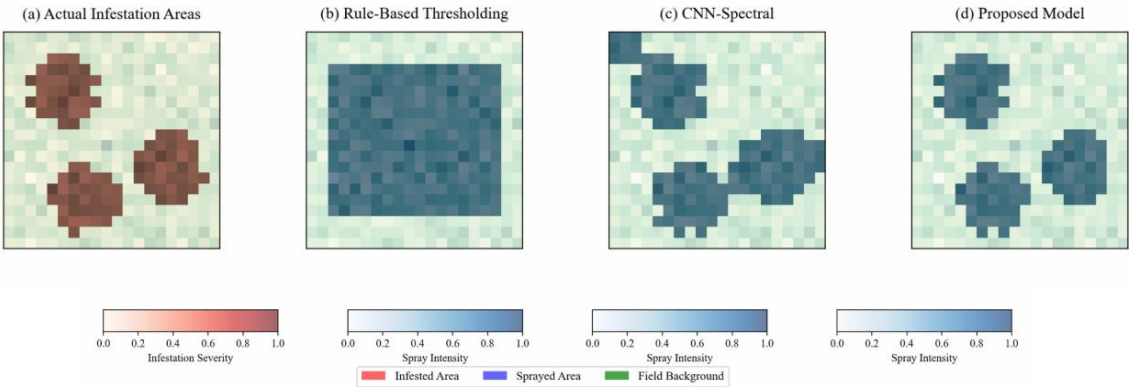 (a) Actual Infestation Areas
(b) Rule-Based Thresholding
(c) CNN-Spectral
(d) Proposed Model
0.0 0.2 0.4 0.6 0.8 1.0
Infestation Severity
0.0 0.2 0.4 0.6 0.8 1.0
Spray Intensity
0.0 0.2 0.4 0.6 0.8 1.0
Spray Intensity
0.0 0.2 0.4 0.6 0.8 1.0
Spray Intensity
Infested Area
Sprayed Area
Field Background